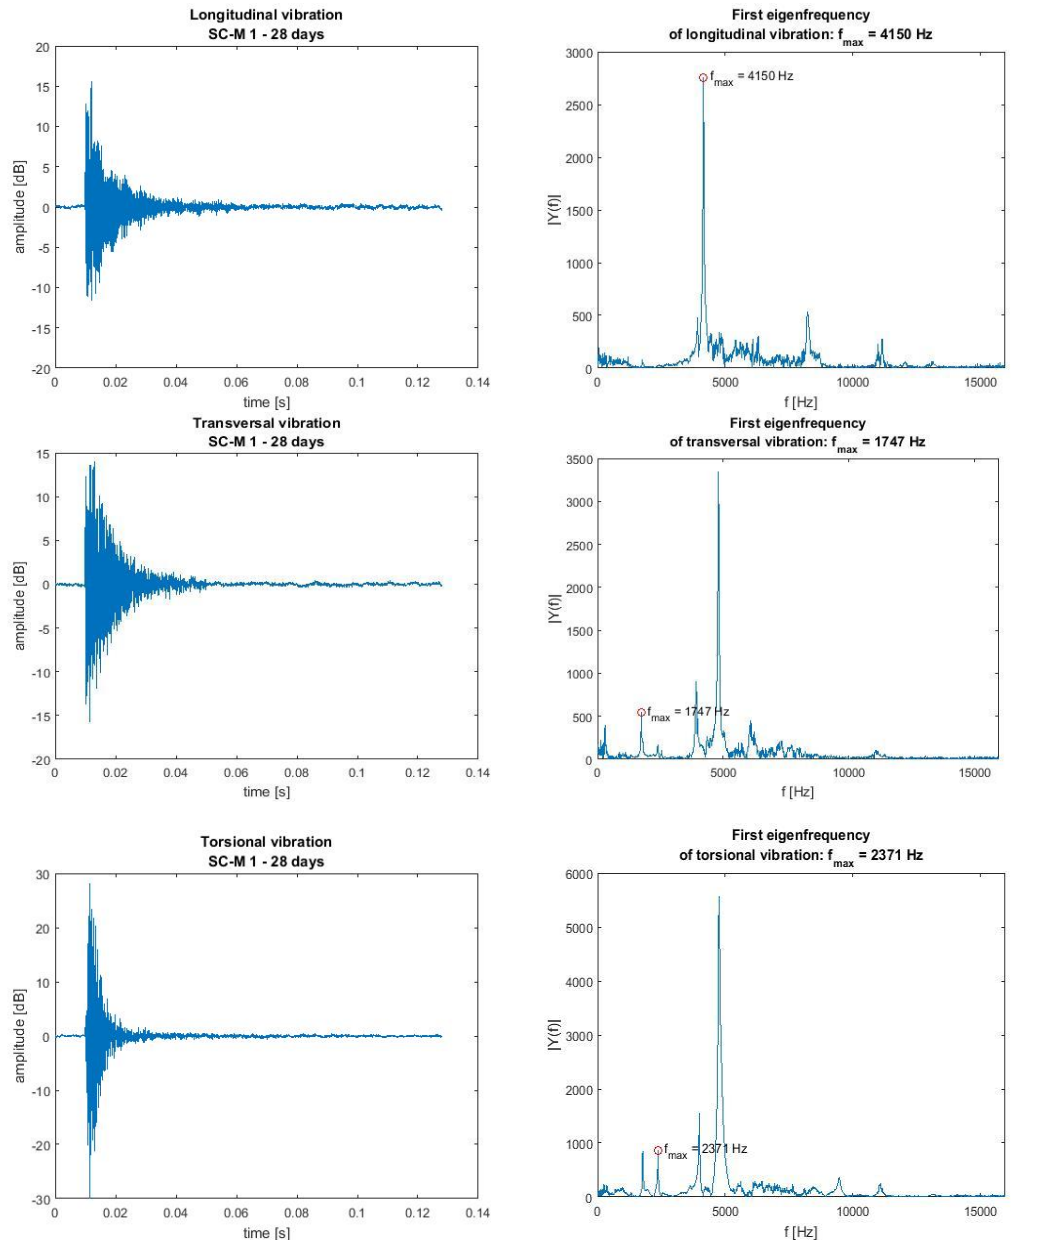 Longitudinal vibration
SC-M 1 - 28 days
20
15
10
5
0
-5
-10
-15
-20
amplitude [dB]
0 0.02 0.04 0.06 0.08 0.1 0.12 0.14
time [s]
First eigenfrequency
of longitudinal vibration: fmax = 4150 Hz
3000
2500
2000
1500
1000
500
0
|Y(f)|
fmax = 4150 Hz
0 5000 10000 15000
f [Hz]
Transversal vibration
SC-M 1 - 28 days
15
10
5
0
-5
-10
-15
-20
amplitude [dB]
0 0.02 0.04 0.06 0.08 0.1 0.12 0.14
time [s]
First eigenfrequency
of transversal vibration: fmax = 1747 Hz
3500
3000
2500
2000
1500
1000
500
0
|Y(f)|
fmax = 1747 Hz
0 5000 10000 15000
f [Hz]
Torsional vibration
SC-M 1 - 28 days
30
20
10
0
-10
-20
-30
amplitude [dB]
0 0.02 0.04 0.06 0.08 0.1 0.12 0.14
time [s]
First eigenfrequency
of torsional vibration: fmax = 2371 Hz
6000
5000
4000
3000
2000
1000
0
|Y(f)|
fmax = 2371 Hz
0 5000 10000 15000
f [Hz]